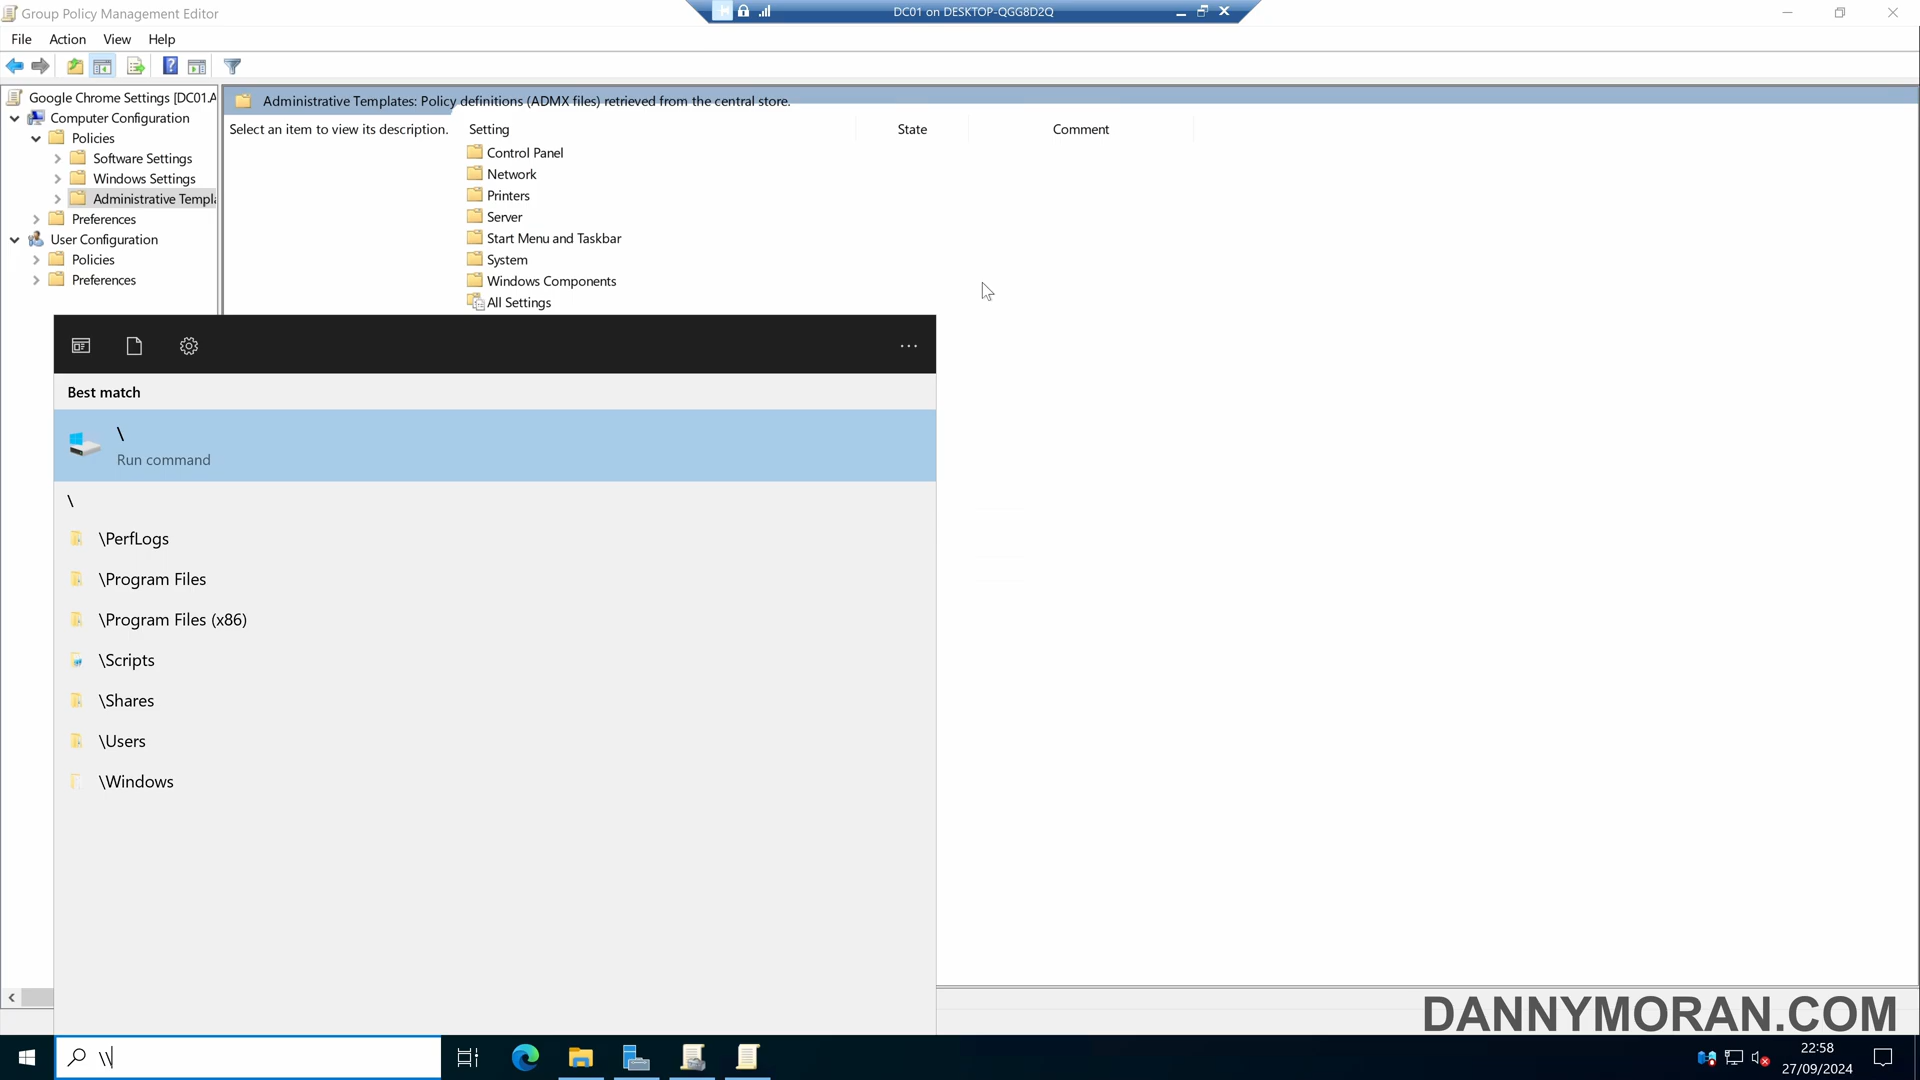 Group Policy Management Editor
DC01 on DESKTOP-QGG8D2Q
File Action View Help
Google Chrome Settings [DC01.A
Computer Configuration
Policies
Software Settings
Windows Settings
Administrative Templa
Preferences
User Configuration
Policies
Preferences
Administrative Templates: Policy definitions (ADMX files) retrieved from the central store.
Select an item to view its description.
Setting State Comment
Control Panel
Network
Printers
Server
Start Menu and Taskbar
System
Windows Components
All Settings
Best match
\
Run command
\
\PerfLogs
\Program Files
\Program Files (x86)
\Scripts
\Shares
\Users
\Windows
DANNYMORAN.COM
\\
22:58
27/09/2024